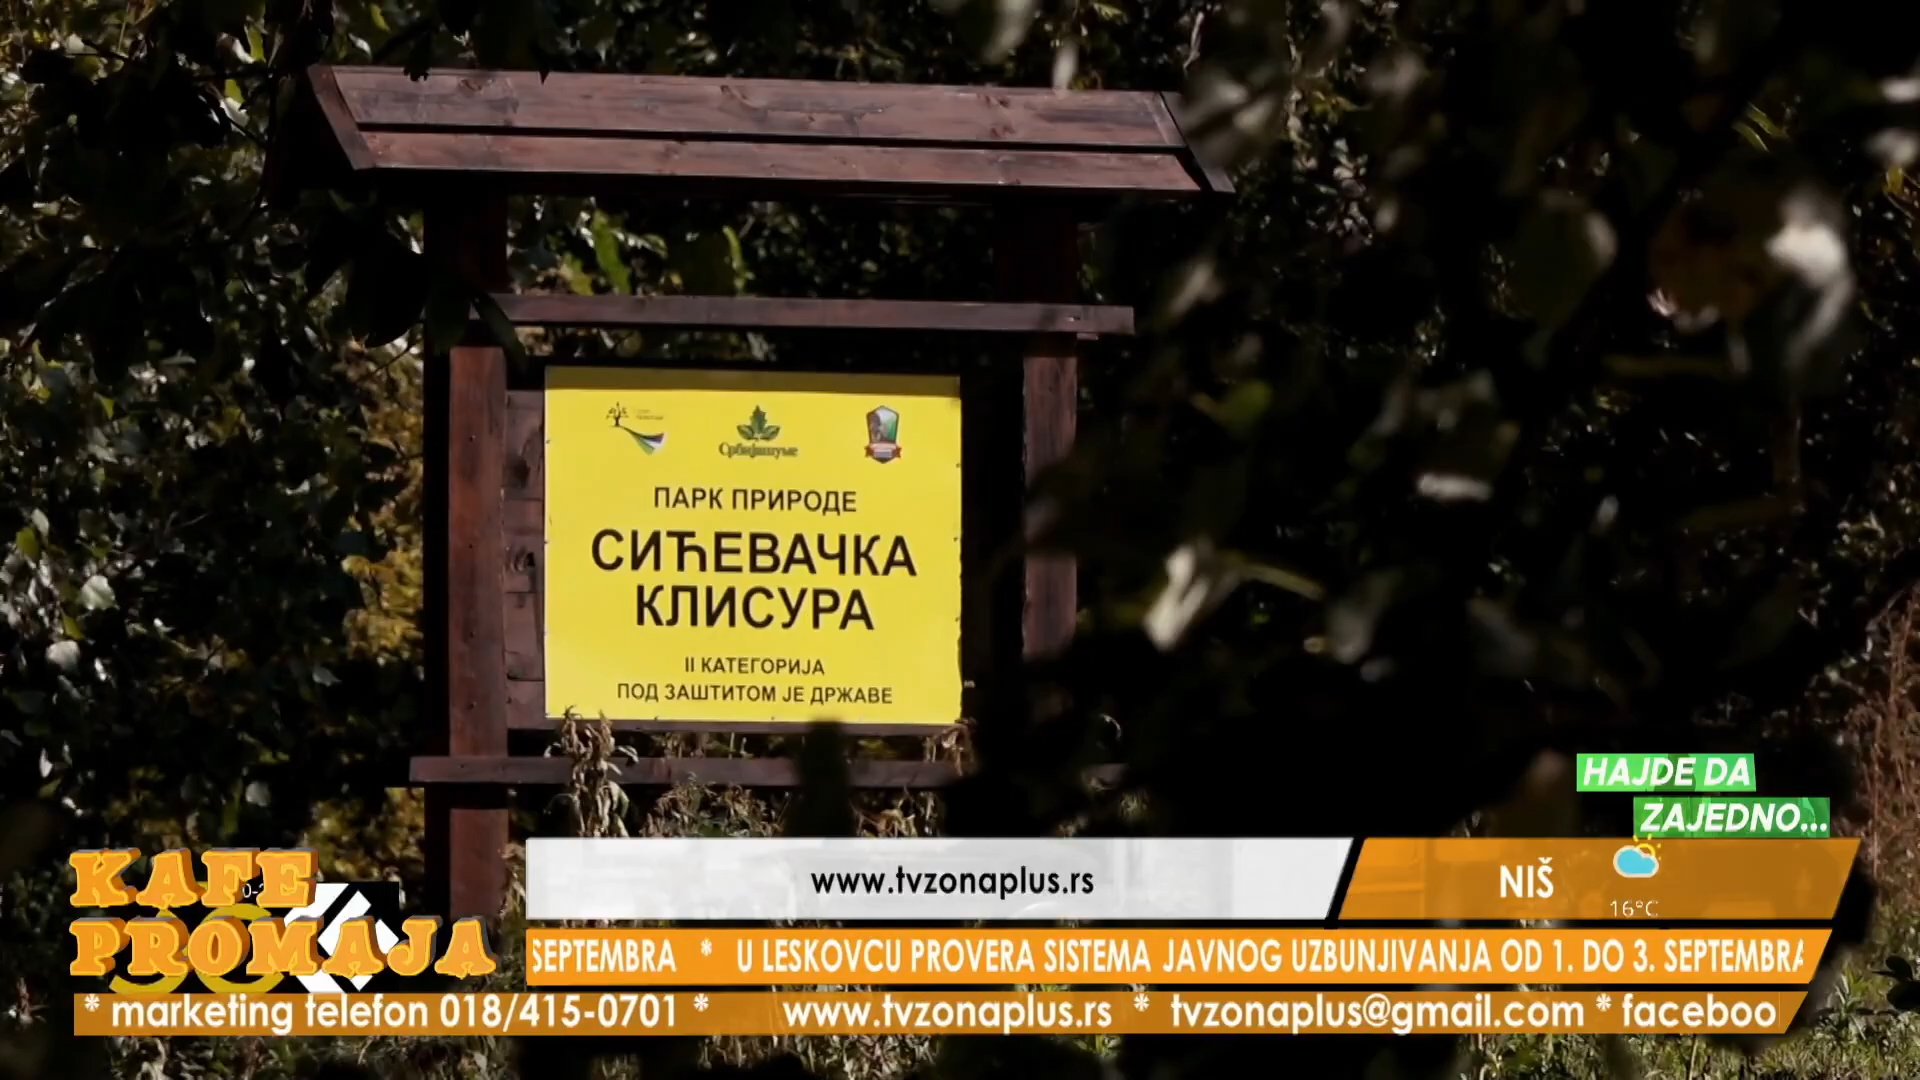 Србијашуме
ПАРК ПРИРОДЕ
СИЋЕВАЧКА
КЛИСУРА
II КАТЕГОРИЈА
ПОД ЗАШТИТОМ ЈЕ ДРЖАВЕ
HAJDE DA
ZAJEDNO...
KAFE
PROMAJA
www.tvzonaplus.rs
NIŠ
16°C
SEPTEMBRA * U LESKOVCU PROVERA SISTEMA JAVNOG UZBUNJIVANJA OD 1. DO 3. SEPTEMBRA
* marketing telefon 018/415-0701 * www.tvzonaplus.rs * tvzonaplus@gmail.com * faceboo